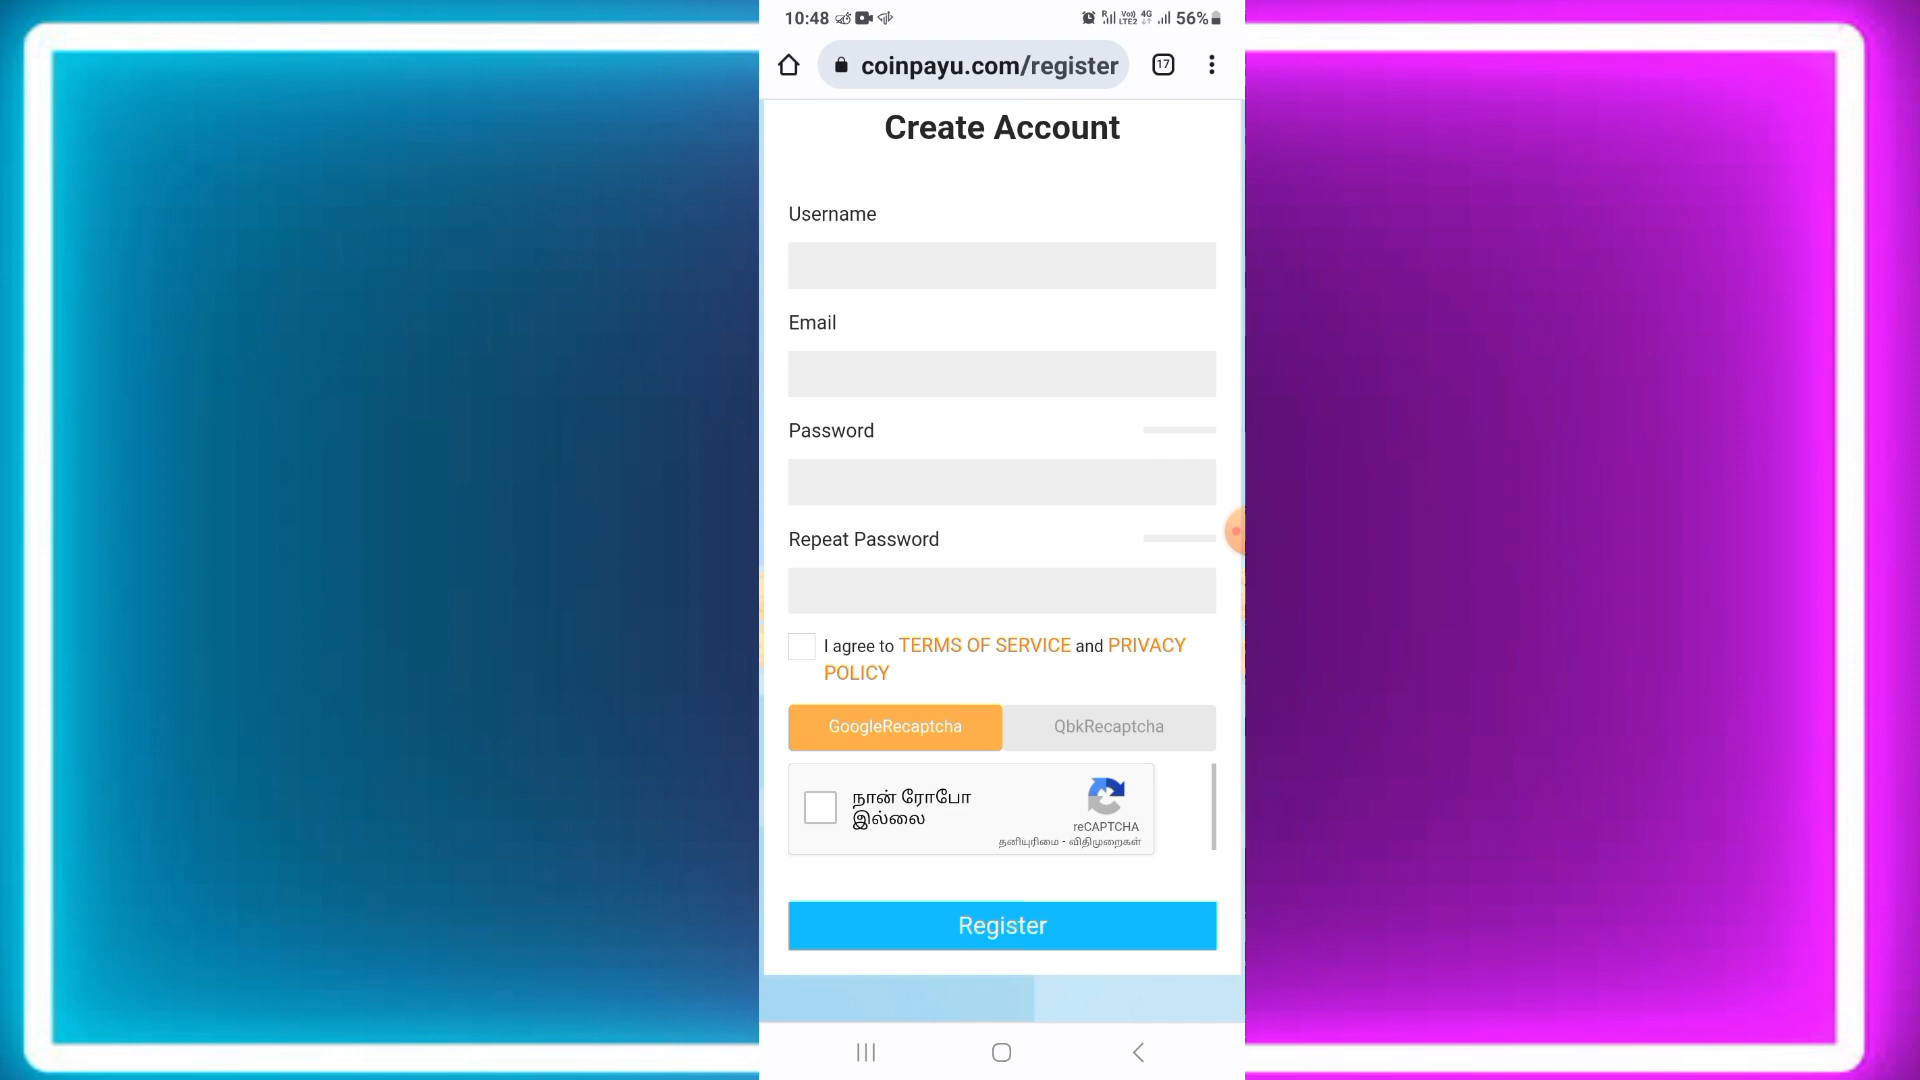 10:48 56%
coinpayu.com/register 17
Create Account
Username
Email
Password
Repeat Password
I agree to TERMS OF SERVICE and PRIVACY
POLICY
GoogleRecaptcha QbkRecaptcha
நான் ரோபோ
இல்லை
reCAPTCHA
தனியுரிமை - விதிமுறைகள்
Register